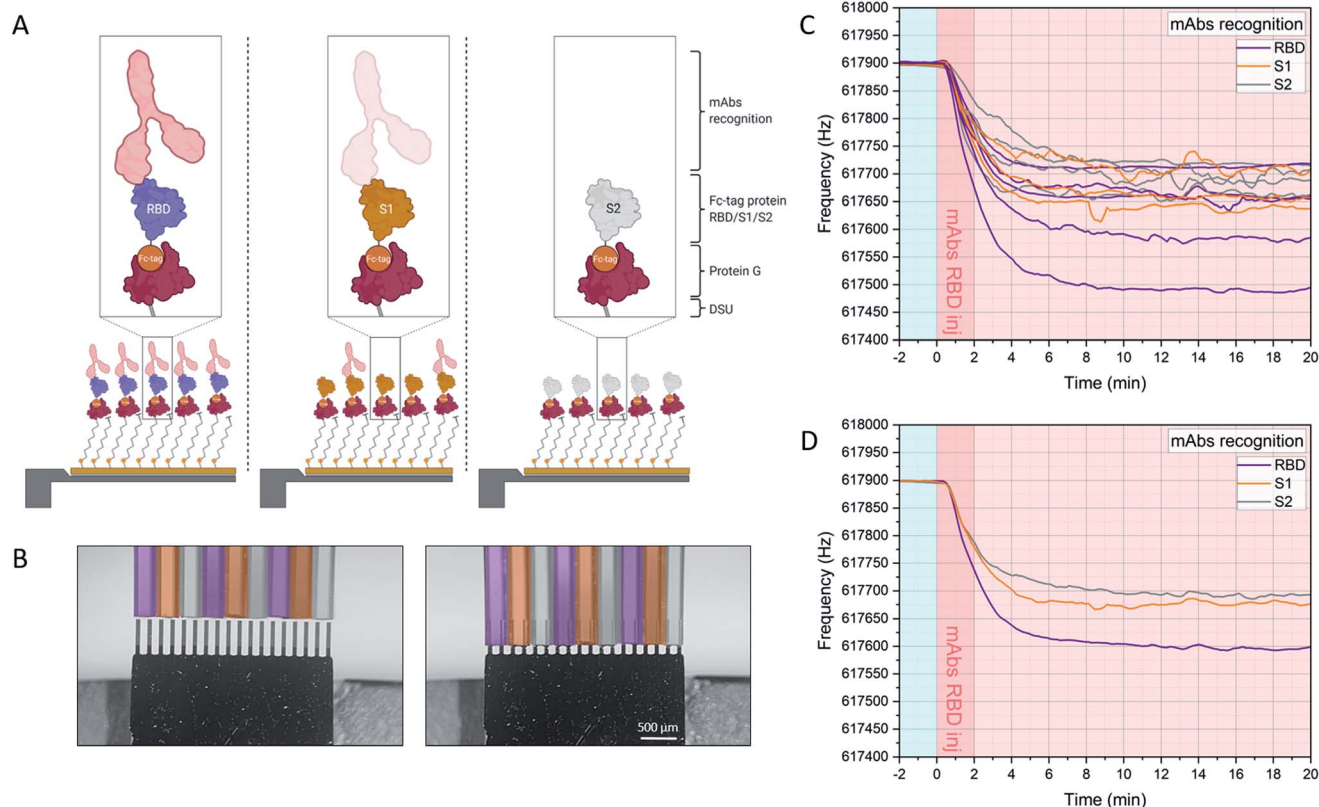 A
RBD
Fc-tag
S1
Fc-tag
S2
Fc-tag
mAbs
recognition
Fc-tag protein
RBD/S1/S2
Protein G
DSU
B
500 µm
C
618000
617950
617900
617850
617800
617750
617700
617650
617600
617550
617500
617450
617400
Frequency (Hz)
mAbs RBD inj
mAbs recognition
RBD
S1
S2
-2 0 2 4 6 8 10 12 14 16 18 20
Time (min)
D
618000
617950
617900
617850
617800
617750
617700
617650
617600
617550
617500
617450
617400
Frequency (Hz)
mAbs RBD inj
mAbs recognition
RBD
S1
S2
-2 0 2 4 6 8 10 12 14 16 18 20
Time (min)